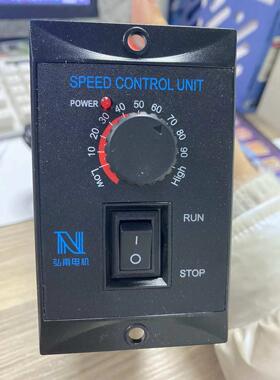 SPEED CONTROL UNIT
POWER
10 20 30 40 50 60 70 80 90
Low
High
RUN
I
O
STOP
N
弘南电机